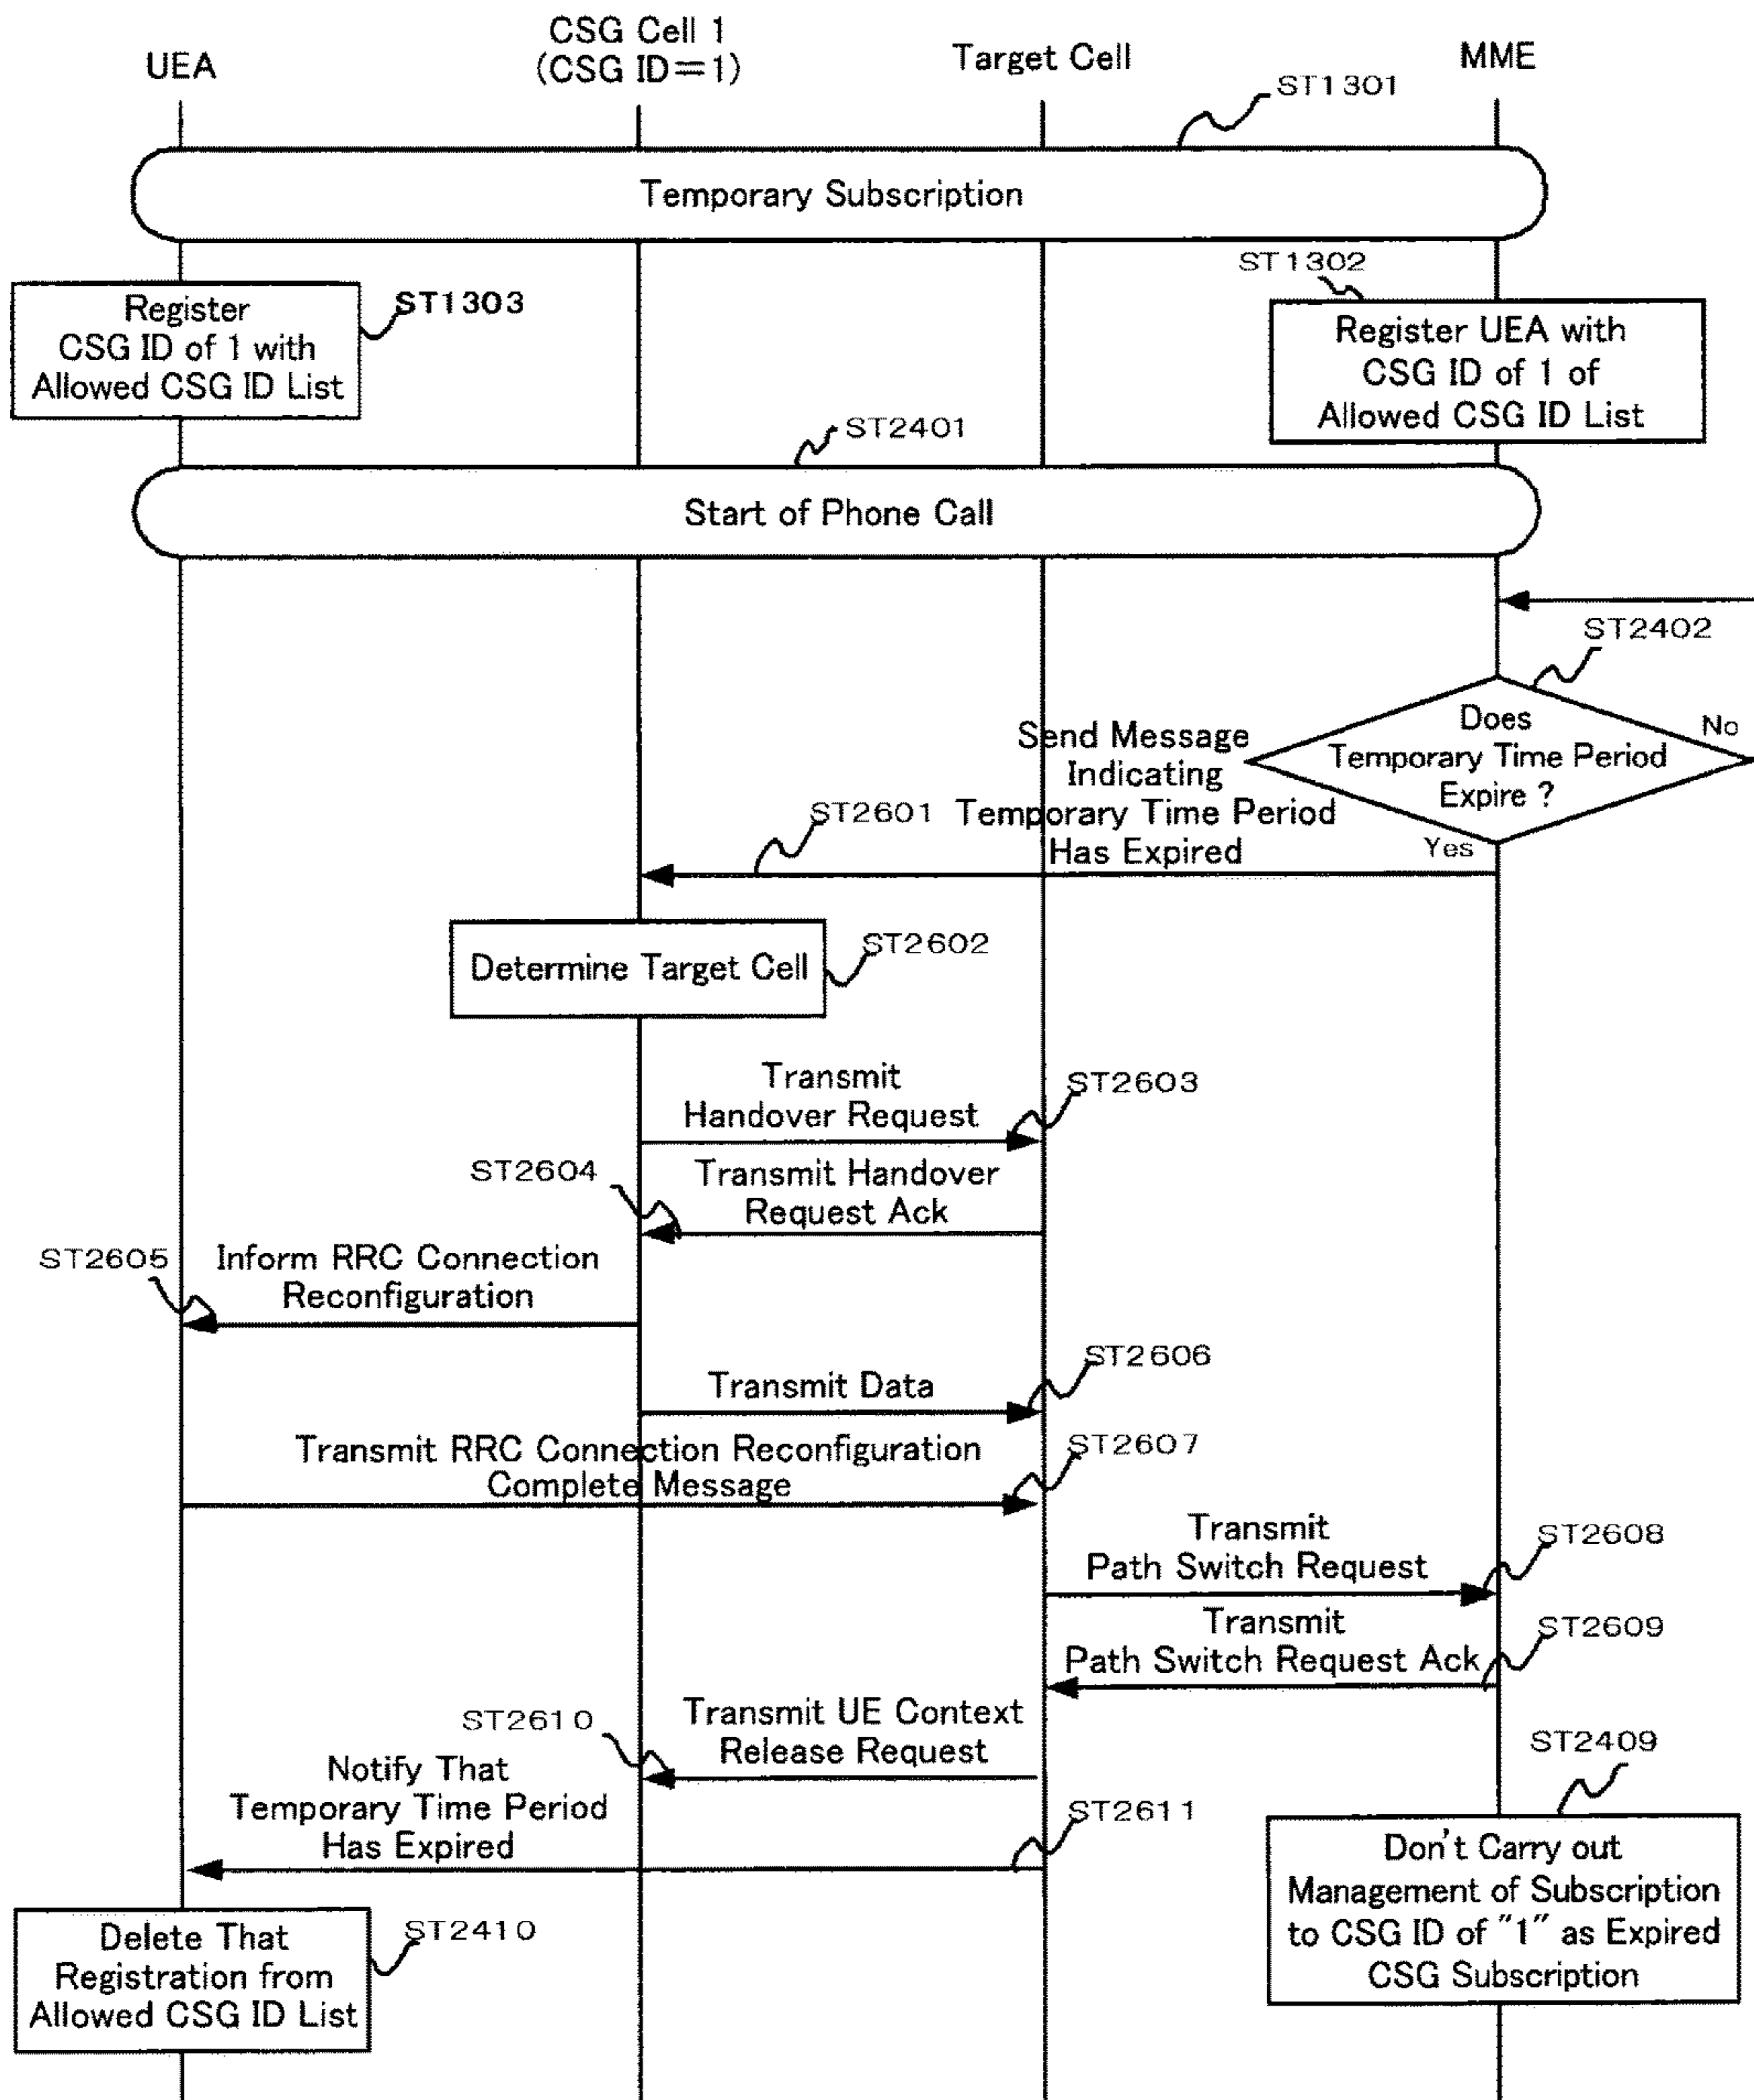 UEA
CSG Cell 1
(CSG ID=1)
Target Cell
MME
ST1301
Temporary Subscription
ST1302
Register
CSG ID of 1 with
Allowed CSG ID List
ST1303
Register UEA with
CSG ID of 1 of
Allowed CSG ID List
ST2401
Start of Phone Call
ST2402
Does
Temporary Time Period
Expire ?
No
Yes
Send Message
Indicating
Temporary Time Period
Has Expired
ST2601
Determine Target Cell
ST2602
Transmit
Handover Request
ST2603
Transmit Handover
Request Ack
ST2604
Inform RRC Connection
Reconfiguration
ST2605
Transmit Data
ST2606
Transmit RRC Connection Reconfiguration
Complete Message
ST2607
Transmit
Path Switch Request
ST2608
Transmit
Path Switch Request Ack
ST2609
Transmit UE Context
Release Request
ST2610
Notify That
Temporary Time Period
Has Expired
ST2611
ST2409
Don't Carry out
Management of Subscription
to CSG ID of "1" as Expired
CSG Subscription
Delete That
Registration from
Allowed CSG ID List
ST2410